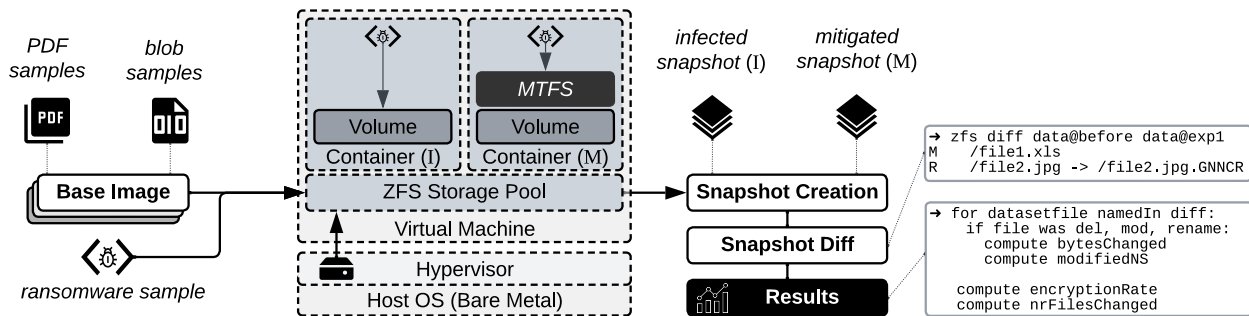 PDF
samples
blob
samples
PDF
Base Image
ransomware sample
MTFS
Volume
Container (I)
Volume
Container (M)
ZFS Storage Pool
Virtual Machine
Hypervisor
Host OS (Bare Metal)
infected
snapshot (I)
mitigated
snapshot (M)
Snapshot Creation
Snapshot Diff
Results
➜ zfs diff data@before data@exp1
M /file1.xls
R /file2.jpg -> /file2.jpg.GNNCR
➜ for datasetfile namedIn diff:
if file was del, mod, rename:
compute bytesChanged
compute modifiedNS
compute encryptionRate
compute nrFilesChanged